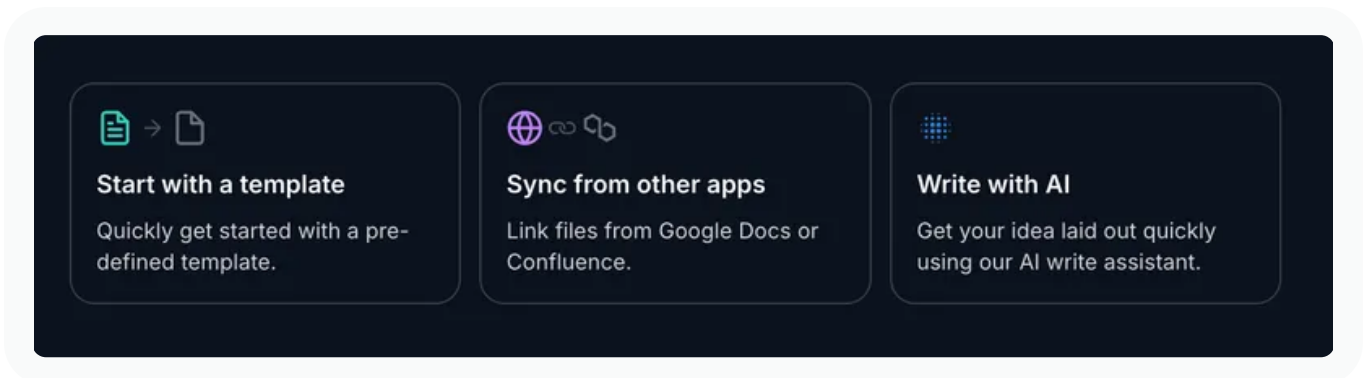 Start with a template
Quickly get started with a pre-
defined template.
Sync from other apps
Link files from Google Docs or
Confluence.
Write with AI
Get your idea laid out quickly
using our AI write assistant.